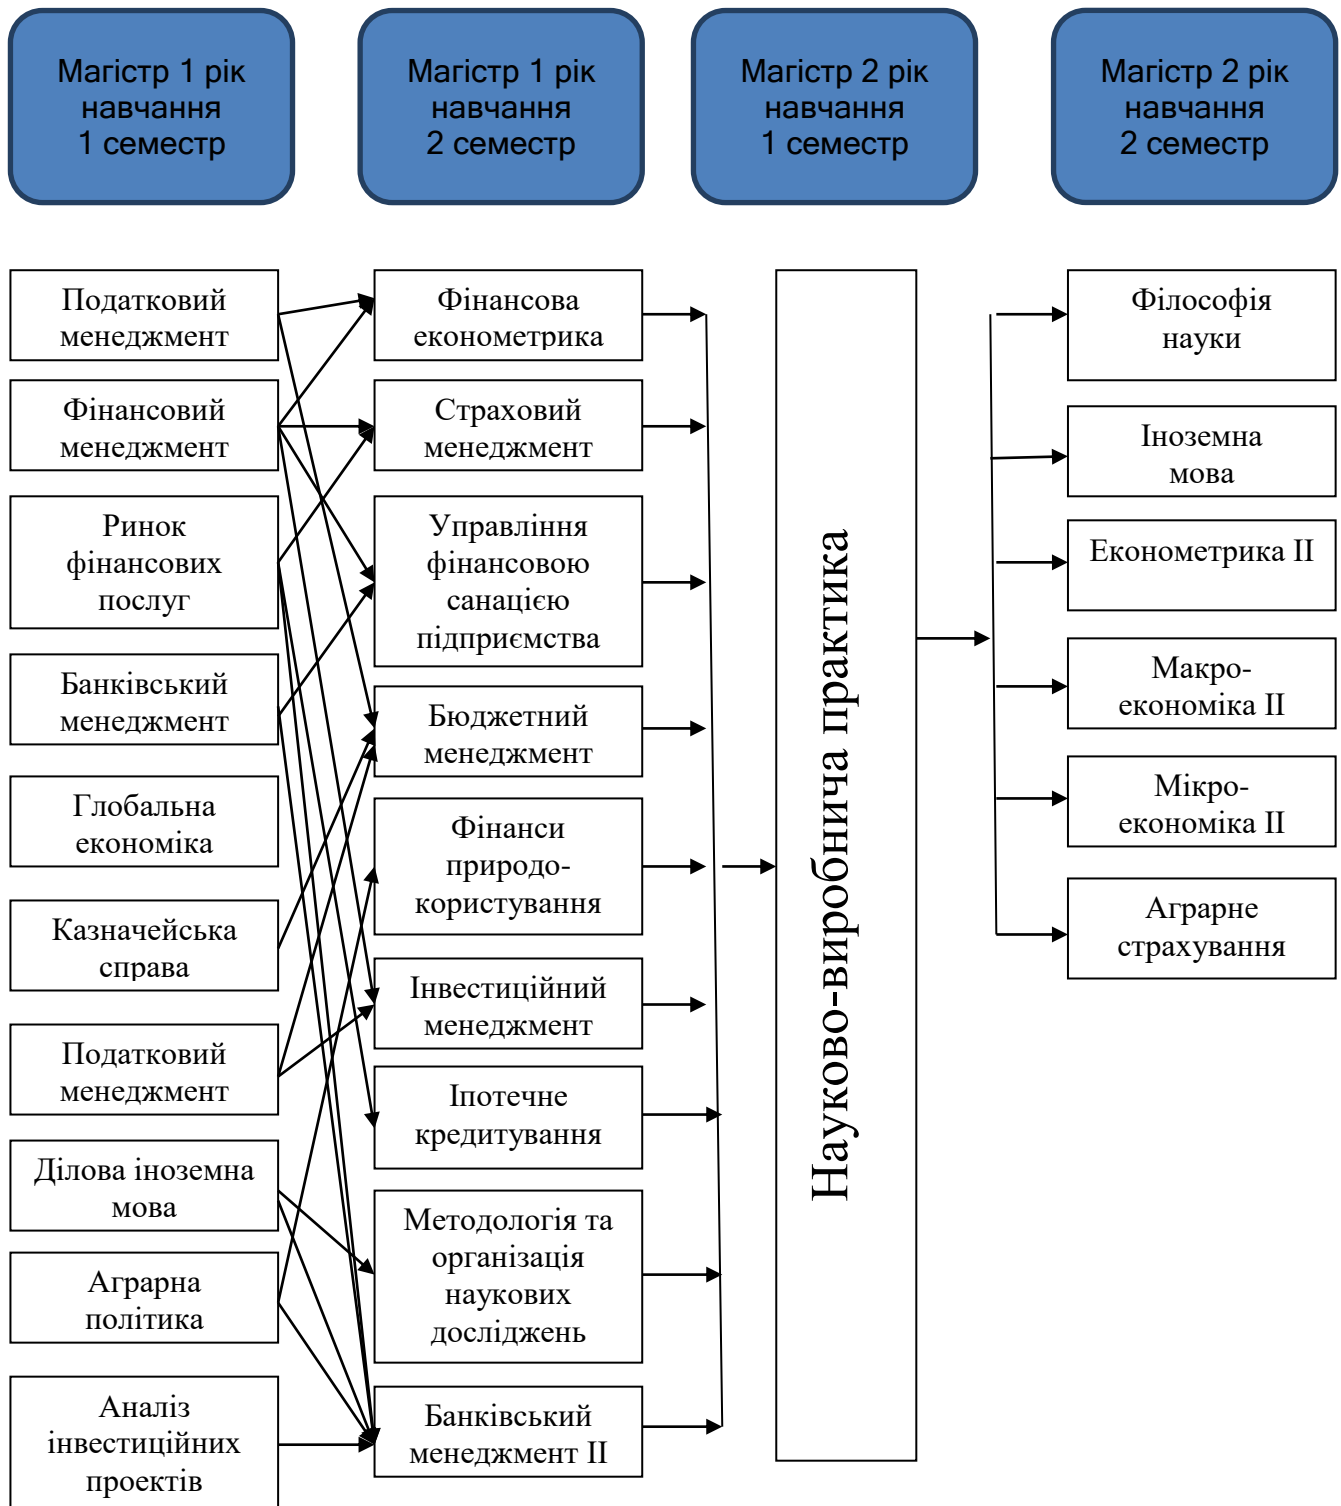 Магістр 1 рік
навчання
1 семестр
Магістр 1 рік
навчання
2 семестр
Магістр 2 рік
навчання
1 семестр
Магістр 2 рік
навчання
2 семестр
Податковий
менеджмент
Фінансовий
менеджмент
Ринок
фінансових
послуг
Банківський
менеджмент
Глобальна
економіка
Казначейська
справа
Податковий
менеджмент
Ділова іноземна
мова
Аграрна
політика
Аналіз
інвестиційних
проектів
Фінансова
економетрика
Страховий
менеджмент
Управління
фінансовою
санацією
підприємства
Бюджетний
менеджмент
Фінанси
природо-
користування
Інвестиційний
менеджмент
Іпотечне
кредитування
Методологія та
організація
наукових
досліджень
Банківський
менеджмент ІІ
Науково-виробнича практика
Філософія
науки
Іноземна
мова
Економетрика ІІ
Макро-
економіка ІІ
Мікро-
економіка ІІ
Аграрне
страхування